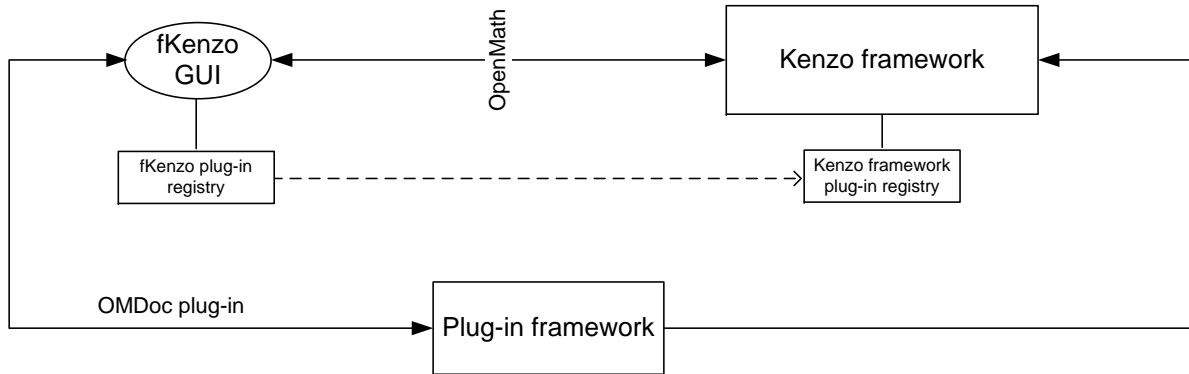 fKenzo
GUI
OpenMath
Kenzo framework
fKenzo plug-in
registry
Kenzo framework
plug-in registry
OMDoc plug-in
Plug-in framework